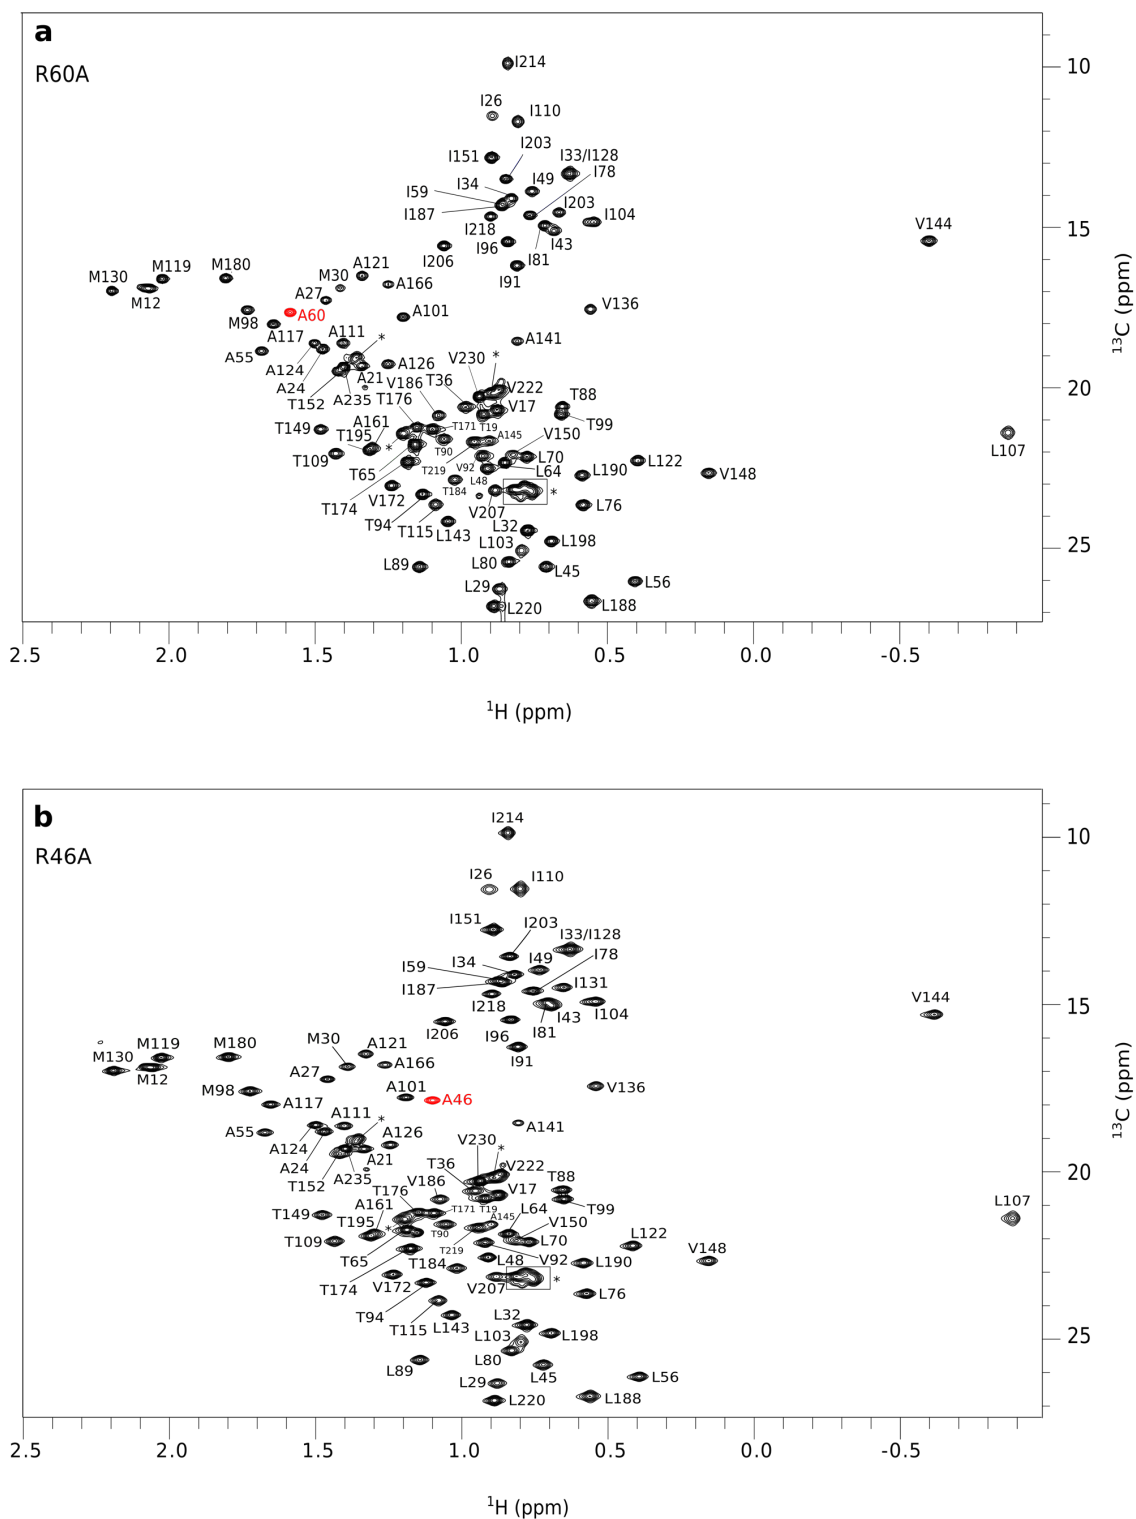 a
R60A
I214
I26
I110
I203
I151
I33/I128
I78
I34
I49
I59
I203
I187
I104
I218
I96
I43
I206
I81
I91
V144
M119
M180
A121
M130
M30
A166
M12
A27
V136
A60
A101
M98
A117
A111
*
A141
A55
V230
*
A124
A126
A24
A21
V186
T36
V222
T88
T152
A235
T176
V17
T99
A161
T149
T195
T171
T19
A145
V150
*
T90
L107
T109
L70
L122
T65
T219
V92
L64
L190
V148
L48
T174
V172
T184
*
V207
L76
T94
T115
L143
L32
L103
L198
L89
L80
L45
L56
L29
L220
L188
10
15
20
25
13C (ppm)
2.5
2.0
1.5
1.0
0.5
0.0
-0.5
1H (ppm)
b
R46A
I214
I26
I110
I151
I203
I33/I128
I34
I49
I78
I59
I187
I131
I218
I104
I43
I206
I96
I81
I91
V144
M119
M180
A121
M30
M130
A166
M12
A27
V136
M98
A101
A46
A117
A111
*
A141
A55
A126
V230
*
A124
A24
A21
T36
V222
T152
A235
V186
T88
T176
V17
T99
A161
L64
L107
T149
T195
T171
T19
A145
V150
*
T90
T109
L70
L122
T65
T219
V92
V148
T184
L48
L190
T174
V172
V207
*
L76
T94
T115
L143
L32
L103
L198
L89
L80
L45
L56
L29
L220
L188
10
15
20
25
13C (ppm)
2.5
2.0
1.5
1.0
0.5
0.0
-0.5
1H (ppm)